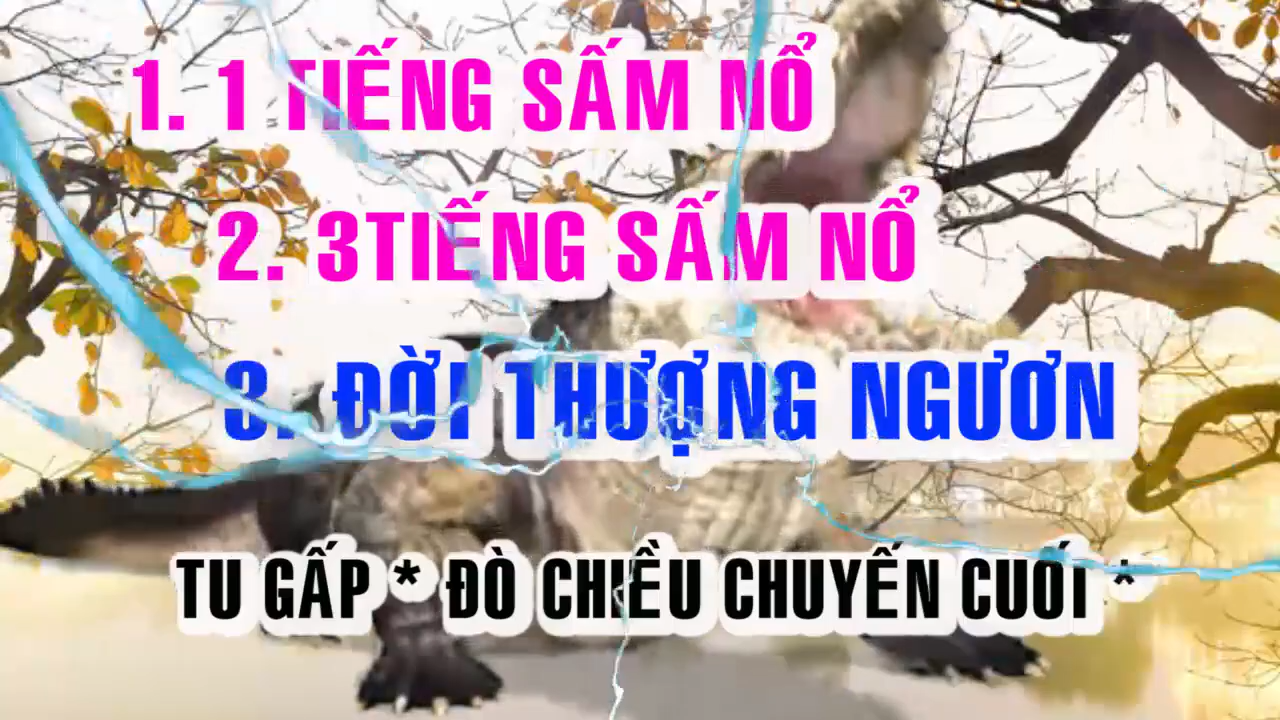 1. 1 TIẾNG SẤM NỔ
2. 3TIẾNG SẤM NỔ
3. ĐỜI THƯỢNG NGƯƠN
TU GẤP * ĐÒ CHIỀU CHUYẾN CUỐI *